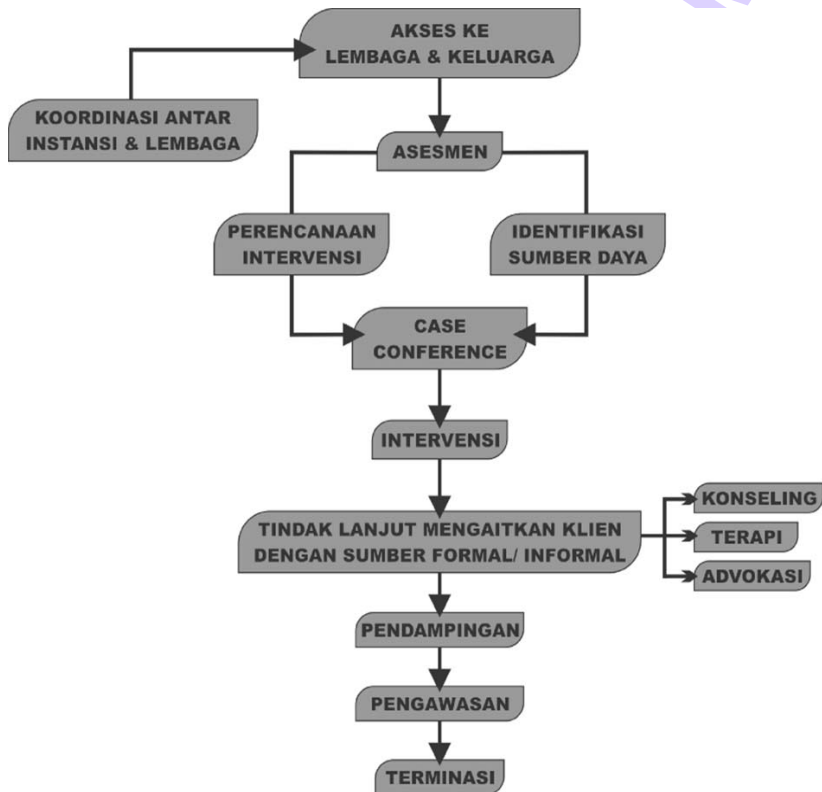 AKSES KE
LEMBAGA & KELUARGA
KOORDINASI ANTAR
INSTANSI & LEMBAGA
ASESMEN
PERENCANAAN
INTERVENSI
IDENTIFIKASI
SUMBER DAYA
CASE
CONFERENCE
INTERVENSI
TINDAK LANJUT MENGAITKAN KLIEN
DENGAN SUMBER FORMAL/ INFORMAL
KONSELING
TERAPI
ADVOKASI
PENDAMPINGAN
PENGAWASAN
TERMINASI